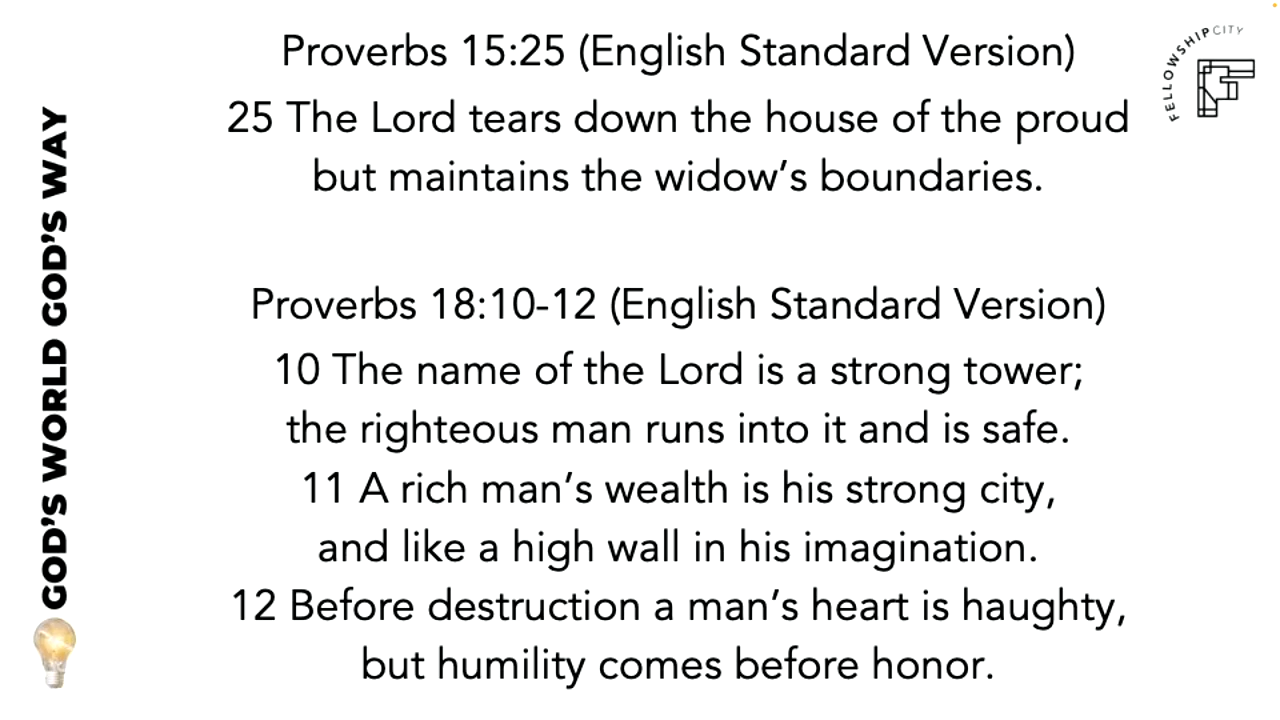 Proverbs 15:25 (English Standard Version)
25 The Lord tears down the house of the proud
but maintains the widow’s boundaries.
Proverbs 18:10-12 (English Standard Version)
10 The name of the Lord is a strong tower;
the righteous man runs into it and is safe.
11 A rich man’s wealth is his strong city,
and like a high wall in his imagination.
12 Before destruction a man’s heart is haughty,
but humility comes before honor.
GOD’S WORLD GOD’S WAY
FELLOWSHIPCITY